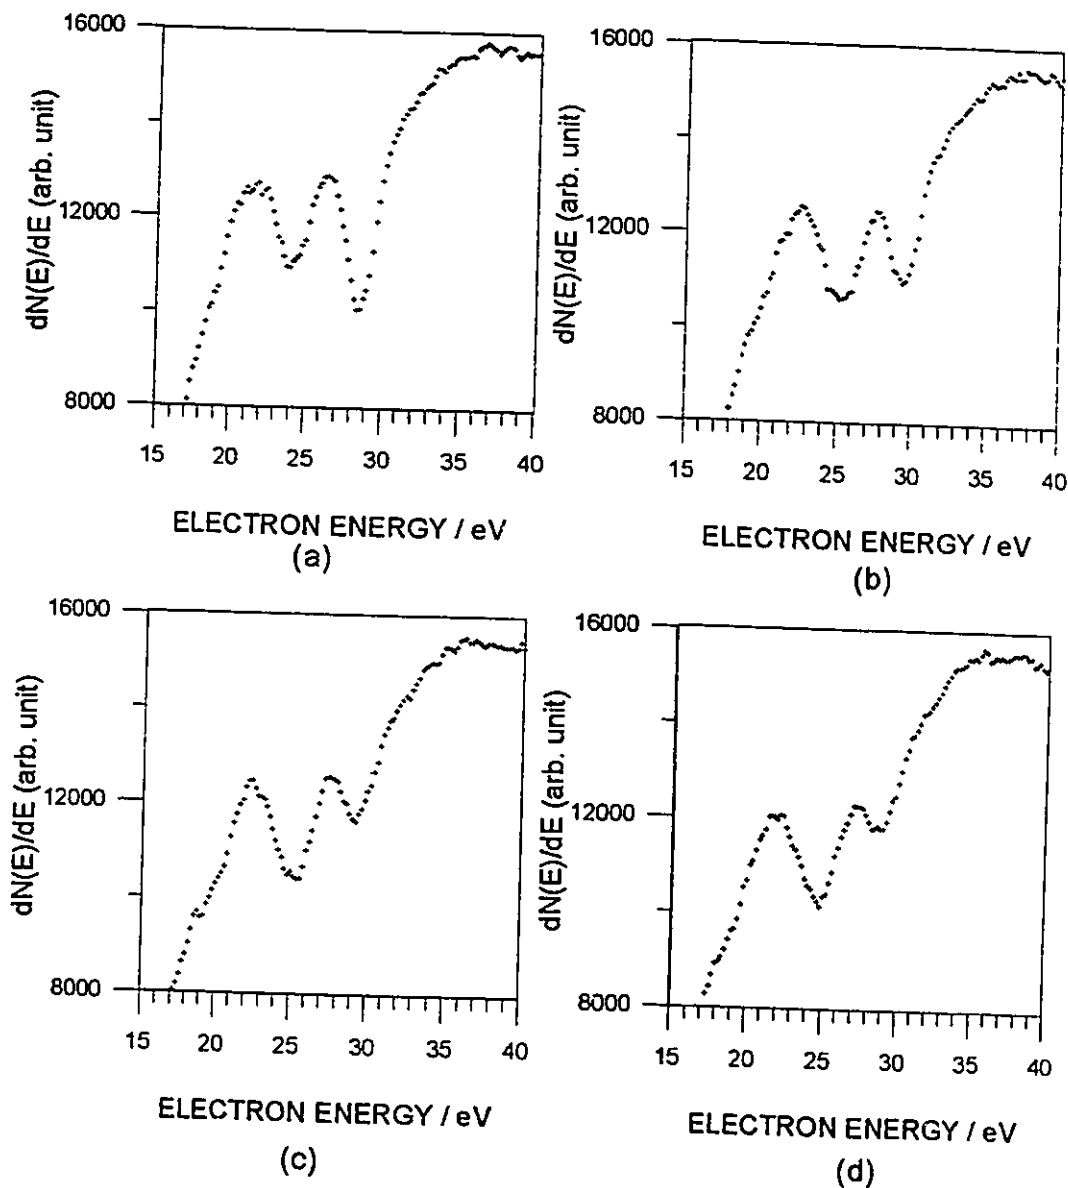 16000
12000
8000
dN(E)/dE (arb. unit)
15 20 25 30 35 40
ELECTRON ENERGY / eV
(a)
16000
12000
8000
dN(E)/dE (arb. unit)
15 20 25 30 35 40
ELECTRON ENERGY / eV
(b)
16000
12000
8000
dN(E)/dE (arb. unit)
15 20 25 30 35 40
ELECTRON ENERGY / eV
(c)
16000
12000
8000
dN(E)/dE (arb. unit)
15 20 25 30 35 40
ELECTRON ENERGY / eV
(d)